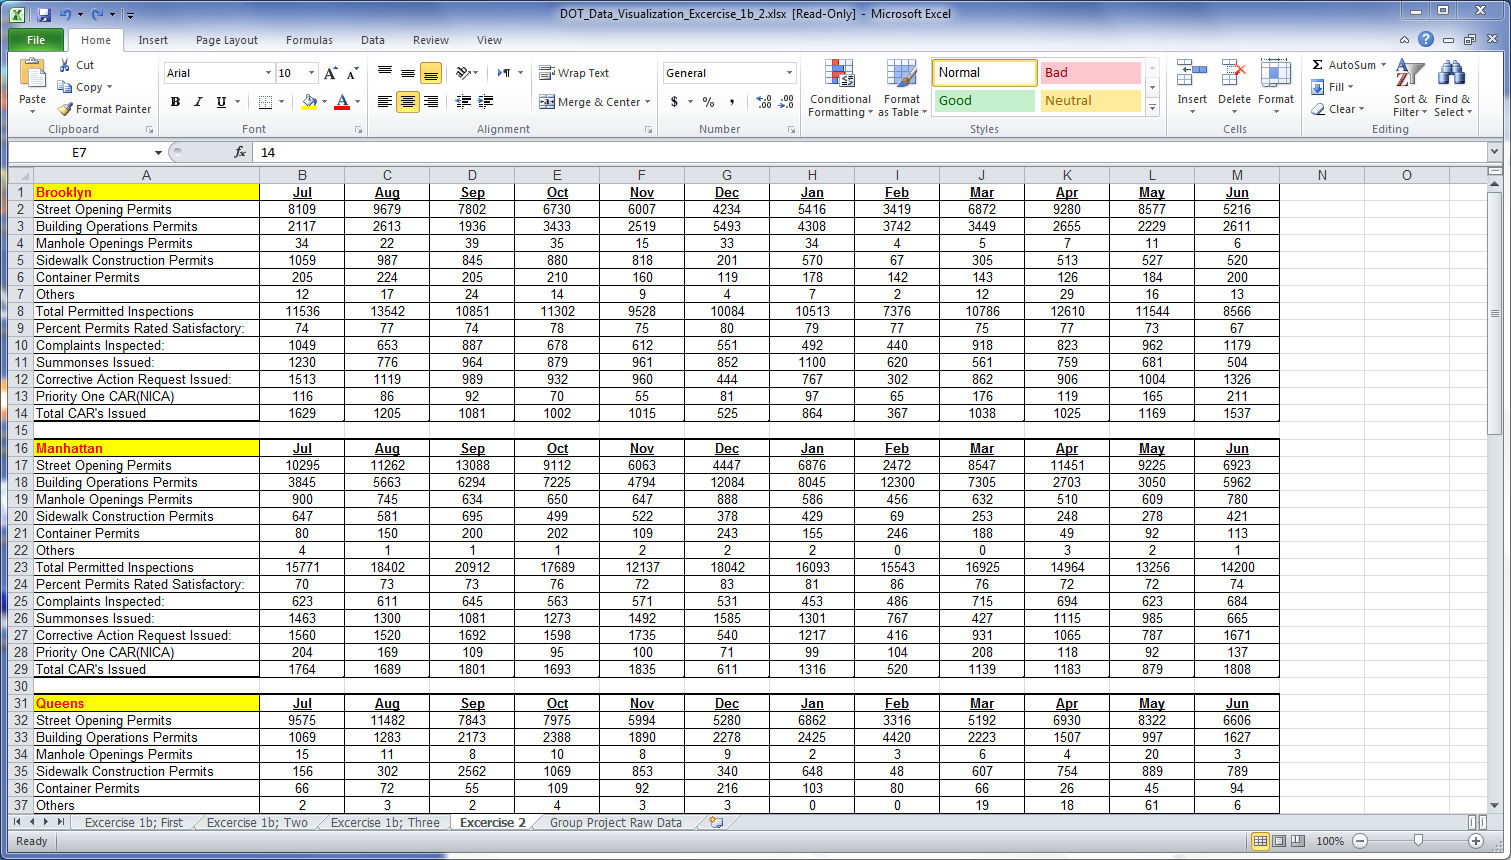 DOT_Data_Visualization_Excercise_1b_2.xlsx [Read-Only] - Microsoft Excel
File Home Insert Page Layout Formulas Data Review View
Paste Cut Copy Format Painter Clipboard
Arial 10 A A B I U A Font
Wrap Text Merge & Center Alignment
General $ % , .00 .00 Number
Conditional Formatting Format as Table Normal Bad Good Neutral Styles
Insert Delete Format Cells
Σ AutoSum Fill Clear Sort & Filter Find & Select Editing
E7 fx 14
A B C D E F G H I J K L M N O
1 Brooklyn Jul Aug Sep Oct Nov Dec Jan Feb Mar Apr May Jun
2 Street Opening Permits 8109 9679 7802 6730 6007 4234 5416 3419 6872 9280 8577 5216
3 Building Operations Permits 2117 2613 1936 3433 2519 5493 4308 3742 3449 2655 2229 2611
4 Manhole Openings Permits 34 22 39 35 15 33 34 4 5 7 11 6
5 Sidewalk Construction Permits 1059 987 845 880 818 201 570 67 305 513 527 520
6 Container Permits 205 224 205 210 160 119 178 142 143 126 184 200
7 Others 12 17 24 14 9 4 7 2 12 29 16 13
8 Total Permitted Inspections 11536 13542 10851 11302 9528 10084 10513 7376 10786 12610 11544 8566
9 Percent Permits Rated Satisfactory: 74 77 74 78 75 80 79 77 75 77 73 67
10 Complaints Inspected: 1049 653 887 678 612 551 492 440 918 823 962 1179
11 Summonses Issued: 1230 776 964 879 961 852 1100 620 561 759 681 504
12 Corrective Action Request Issued: 1513 1119 989 932 960 444 767 302 862 906 1004 1326
13 Priority One CAR(NICA) 116 86 92 70 55 81 97 65 176 119 165 211
14 Total CAR's Issued 1629 1205 1081 1002 1015 525 864 367 1038 1025 1169 1537
15
16 Manhattan Jul Aug Sep Oct Nov Dec Jan Feb Mar Apr May Jun
17 Street Opening Permits 10295 11262 13088 9112 6063 4447 6876 2472 8547 11451 9225 6923
18 Building Operations Permits 3845 5663 6294 7225 4794 12084 8045 12300 7305 2703 3050 5962
19 Manhole Openings Permits 900 745 634 650 647 888 586 456 632 510 609 780
20 Sidewalk Construction Permits 647 581 695 499 522 378 429 69 253 248 278 421
21 Container Permits 80 150 200 202 109 243 155 246 188 49 92 113
22 Others 4 1 1 1 2 2 2 0 0 3 2 1
23 Total Permitted Inspections 15771 18402 20912 17689 12137 18042 16093 15543 16925 14964 13256 14200
24 Percent Permits Rated Satisfactory: 70 73 73 76 72 83 81 86 76 72 72 74
25 Complaints Inspected: 623 611 645 563 571 531 453 486 715 694 623 684
26 Summonses Issued: 1463 1300 1081 1273 1492 1585 1301 767 427 1115 985 665
27 Corrective Action Request Issued: 1560 1520 1692 1598 1735 540 1217 416 931 1065 787 1671
28 Priority One CAR(NICA) 204 169 109 95 100 71 99 104 208 118 92 137
29 Total CAR's Issued 1764 1689 1801 1693 1835 611 1316 520 1139 1183 879 1808
30
31 Queens Jul Aug Sep Oct Nov Dec Jan Feb Mar Apr May Jun
32 Street Opening Permits 9575 11482 7843 7975 5994 5280 6862 3316 5192 6930 8322 6606
33 Building Operations Permits 1069 1283 2173 2388 1890 2278 2425 4420 2223 1507 997 1627
34 Manhole Openings Permits 15 11 8 10 8 9 2 3 6 4 20 3
35 Sidewalk Construction Permits 156 302 2562 1069 853 340 648 48 607 754 889 789
36 Container Permits 66 72 55 109 92 216 103 80 66 26 45 94
37 Others 2 3 2 4 3 3 0 0 19 18 61 6
Excercise 1b; First Excercise 1b; Two Excercise 1b; Three Excercise 2 Group Project Raw Data
Ready 100%